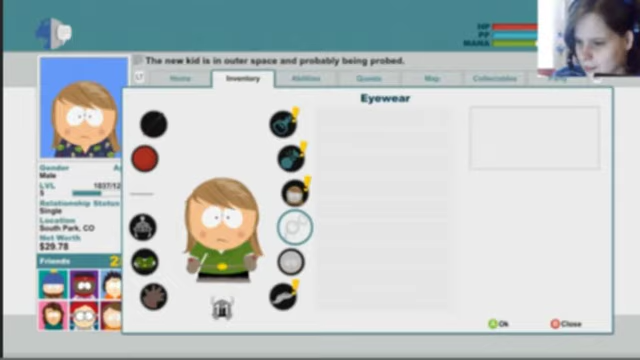 The new kid is in outer space and probably being probed.
HP
PP
MANA
LT
Home
Inventory
Abilities
Quests
Map
Collectables
Eyewear
Gender
Male
LVL
5
Relationship Status
Single
Location
South Park, CO
Net Worth
$29.78
Friends
A Ok
B Close